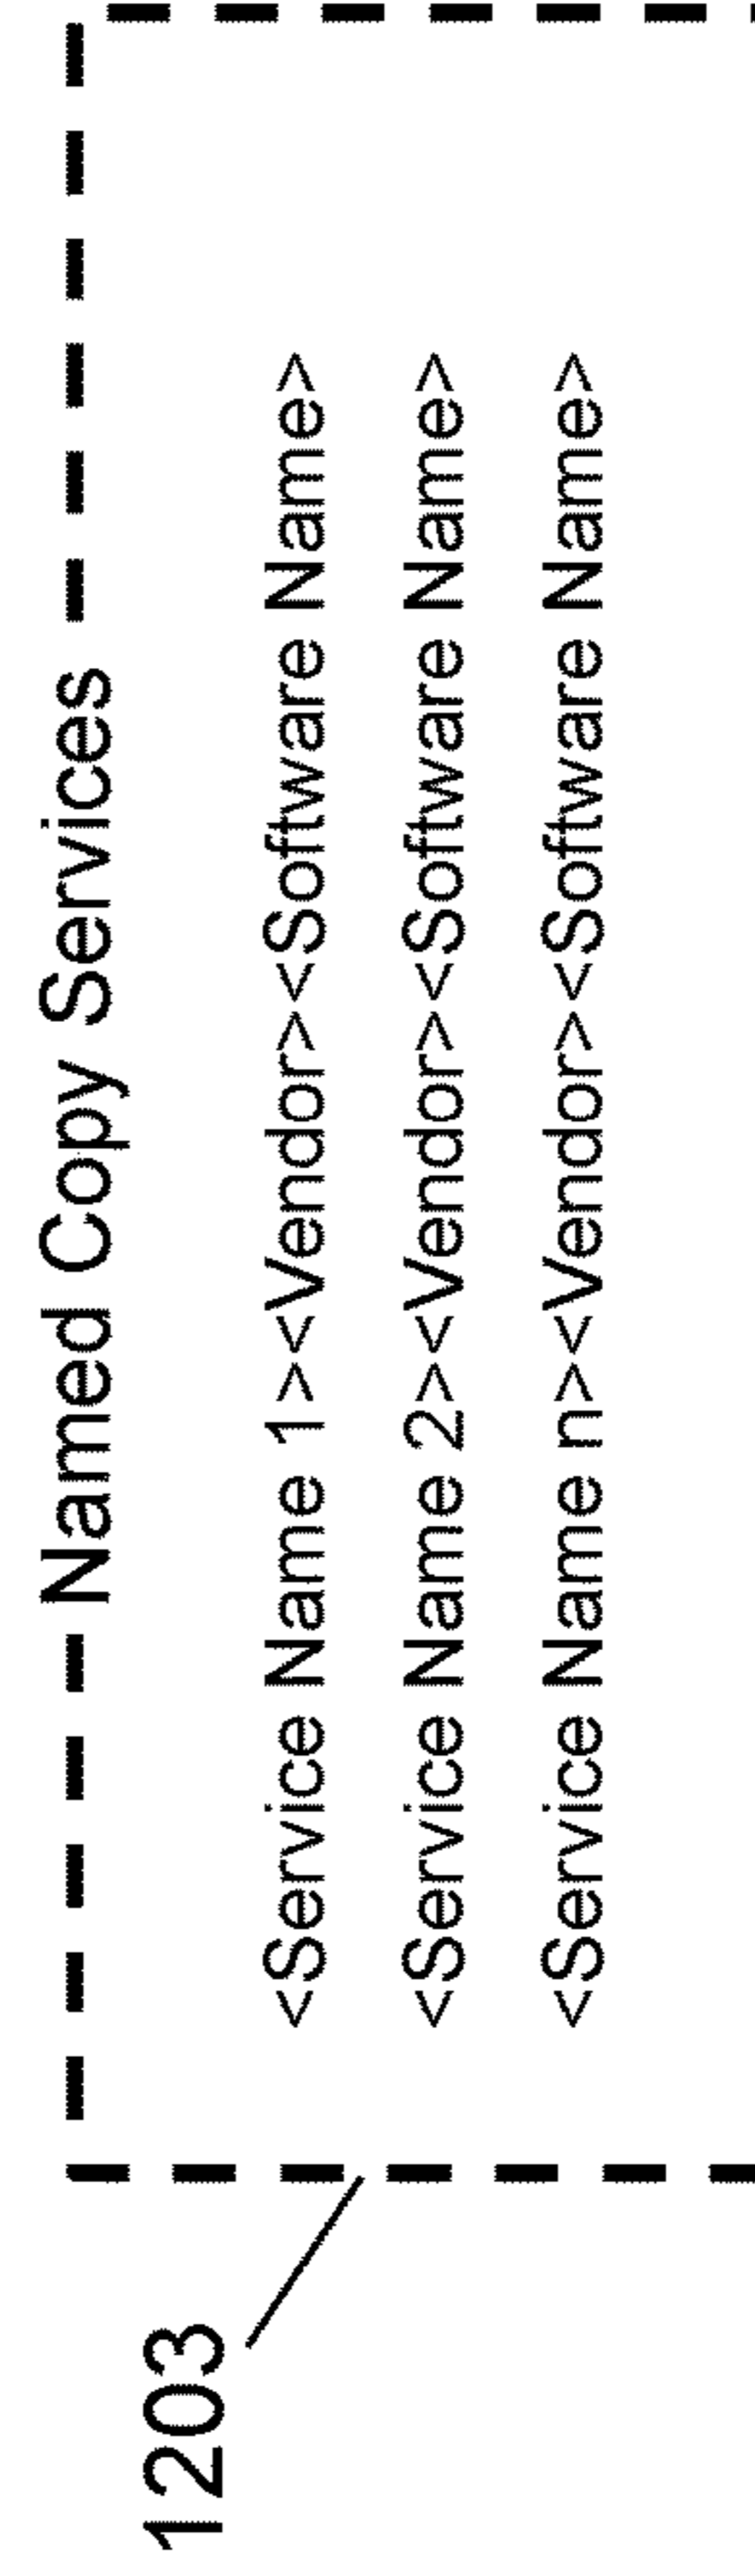 Named Copy Services
<Service Name 1><Vendor><Software Name>
<Service Name 2><Vendor><Software Name>
<Service Name n><Vendor><Software Name>
1203